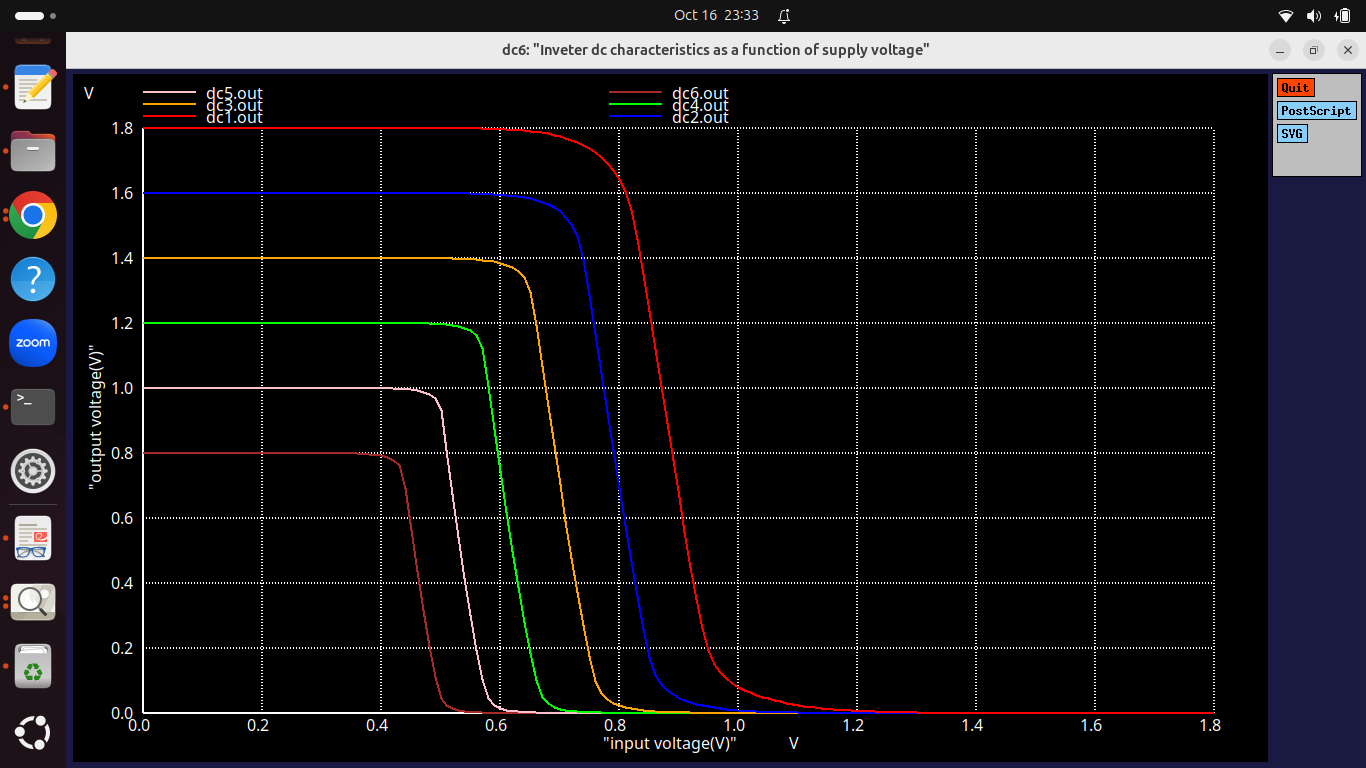 Oct 16 23:33
dc6: "Inveter dc characteristics as a function of supply voltage"
Quit
PostScript
SVG
V
dc5.out
dc6.out
dc3.out
dc4.out
dc1.out
dc2.out
1.8
1.6
1.4
1.2
1.0
0.8
0.6
0.4
0.2
0.0
"output voltage(V)"
0.0 0.2 0.4 0.6 0.8 1.0 1.2 1.4 1.6 1.8
"input voltage(V)" V
?
zoom
>_